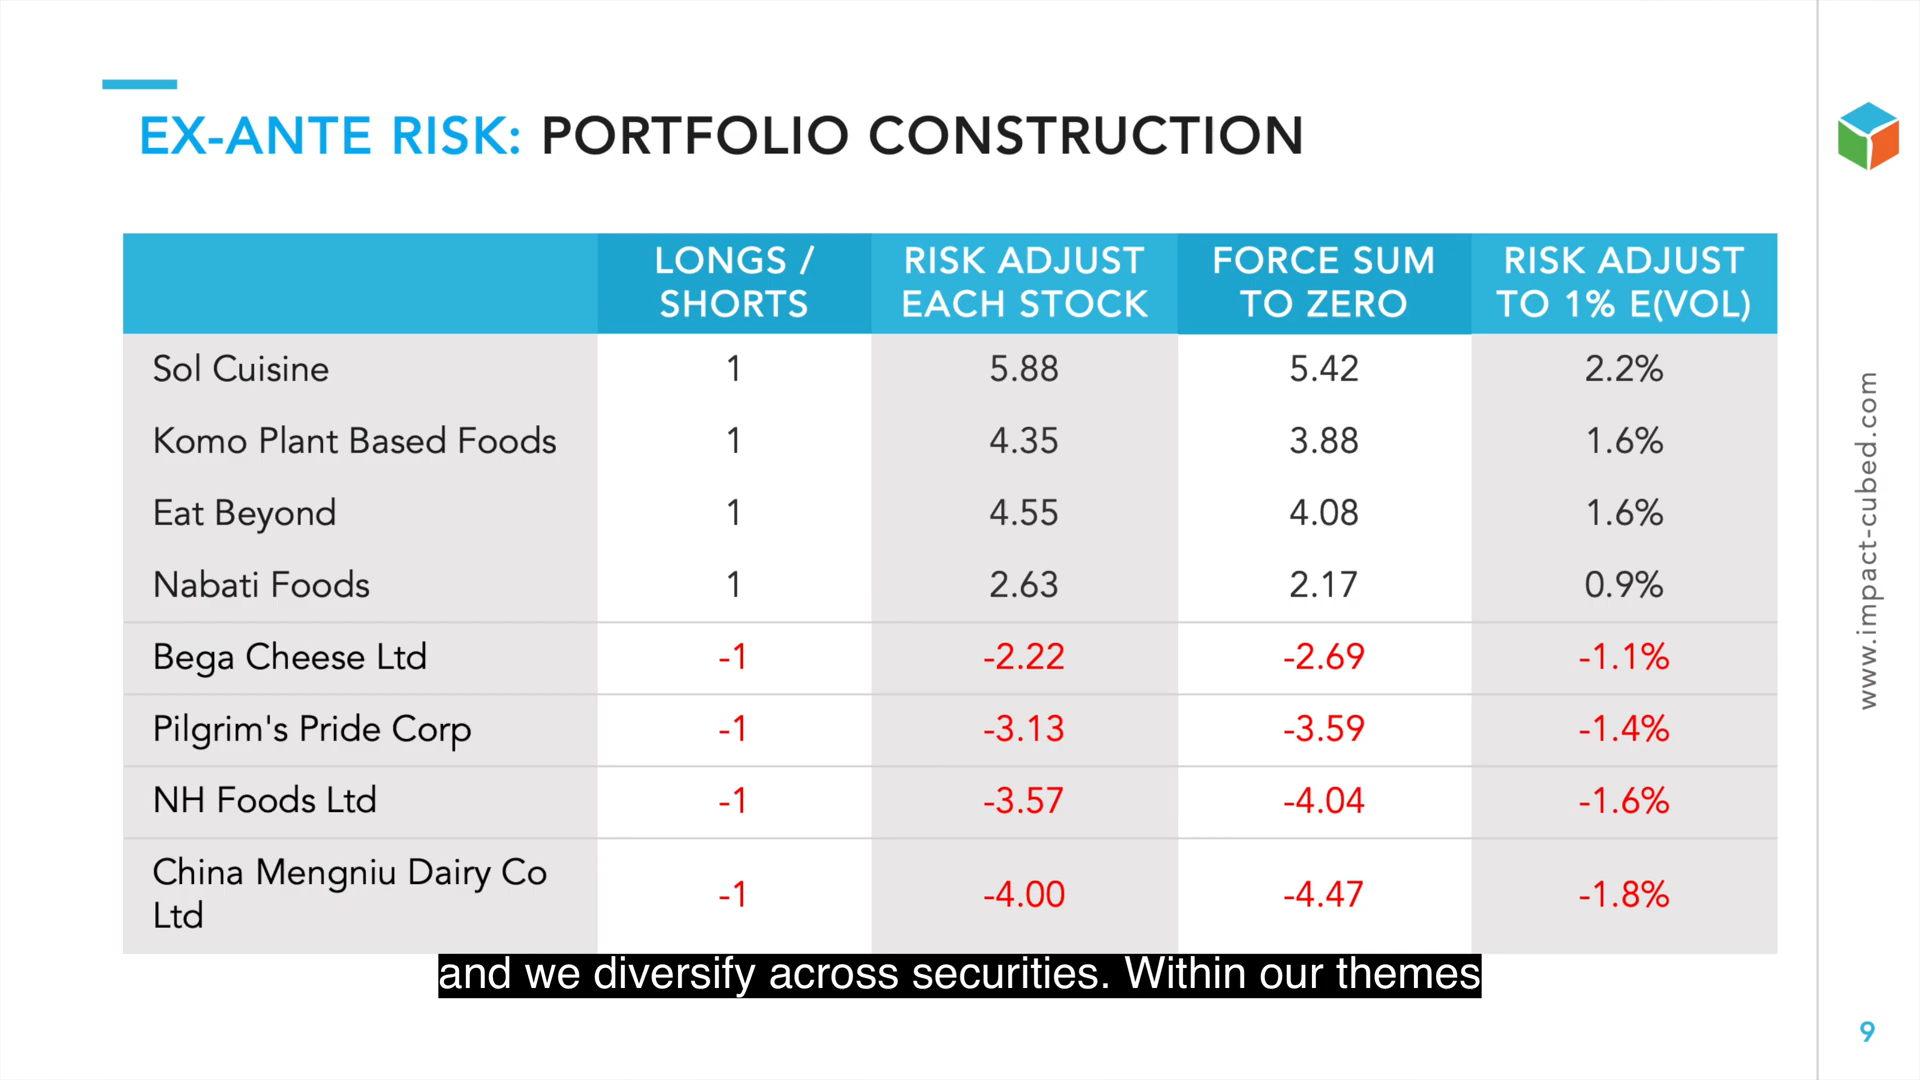 EX-ANTE RISK: PORTFOLIO CONSTRUCTION
LONGS / SHORTS RISK ADJUST EACH STOCK FORCE SUM TO ZERO RISK ADJUST TO 1% E(VOL)
Sol Cuisine 1 5.88 5.42 2.2%
Komo Plant Based Foods 1 4.35 3.88 1.6%
Eat Beyond 1 4.55 4.08 1.6%
Nabati Foods 1 2.63 2.17 0.9%
Bega Cheese Ltd -1 -2.22 -2.69 -1.1%
Pilgrim's Pride Corp -1 -3.13 -3.59 -1.4%
NH Foods Ltd -1 -3.57 -4.04 -1.6%
China Mengniu Dairy Co Ltd -1 -4.00 -4.47 -1.8%
and we diversify across securities. Within our themes
www.impact-cubed.com
9